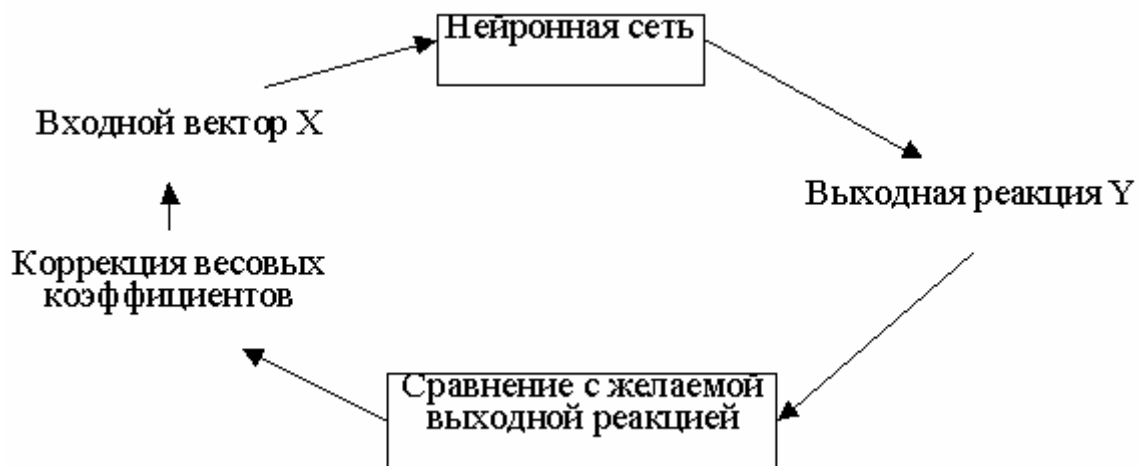 Нейронная сеть
Входной вектор X
Выходная реакция Y
Коррекция весовых
коэффициентов
Сравнение с желаемой
выходной реакцией